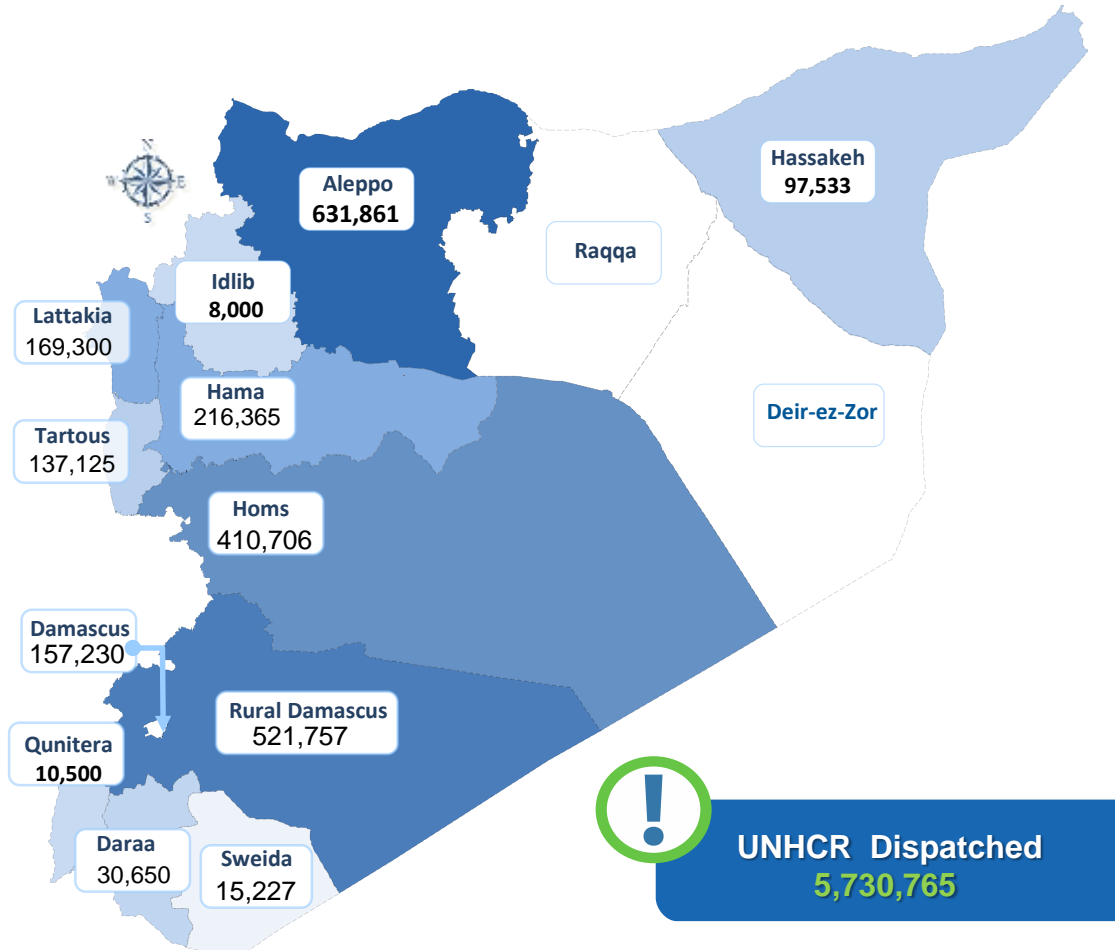 N
W E
S
Aleppo
631,861
Hassakeh
97,533
Raqqa
Idlib
8,000
Lattakia
169,300
Hama
216,365
Deir-ez-Zor
Tartous
137,125
Homs
410,706
Damascus
157,230
Rural Damascus
521,757
Qunitera
10,500
Daraa
30,650
Sweida
15,227
!
UNHCR Dispatched
5,730,765